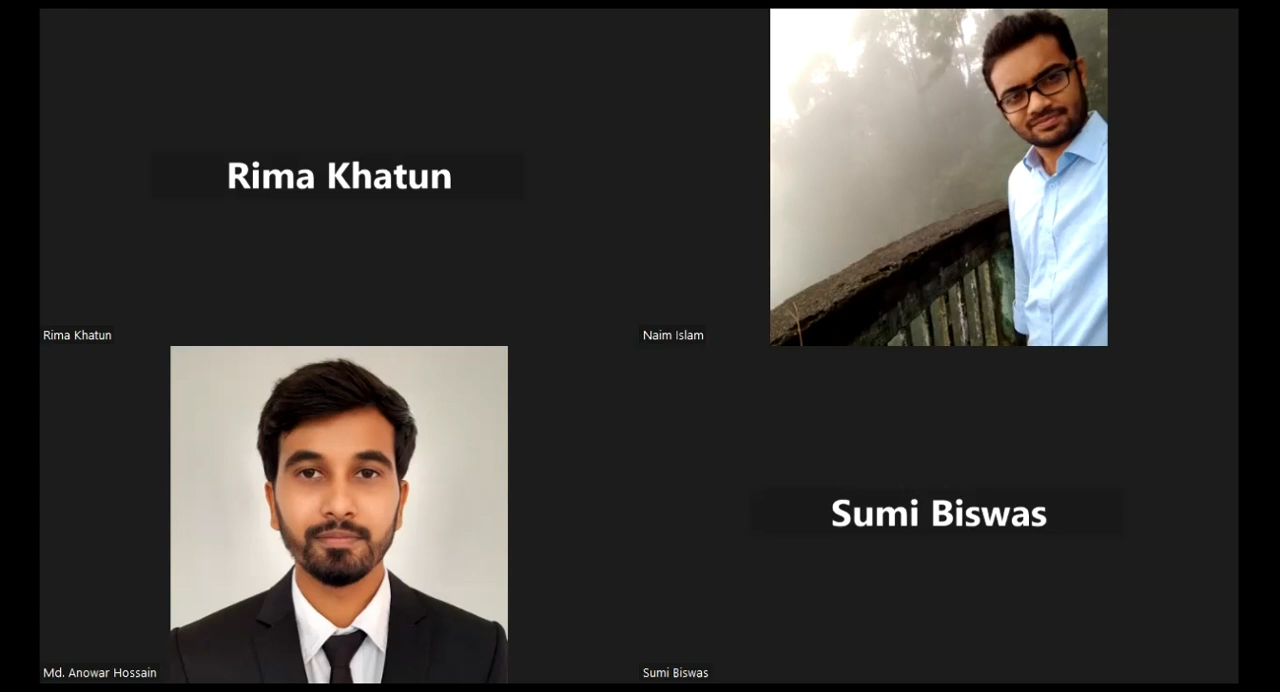 Rima Khatun
Rima Khatun
Naim Islam
Sumi Biswas
Md. Anowar Hossain
Sumi Biswas